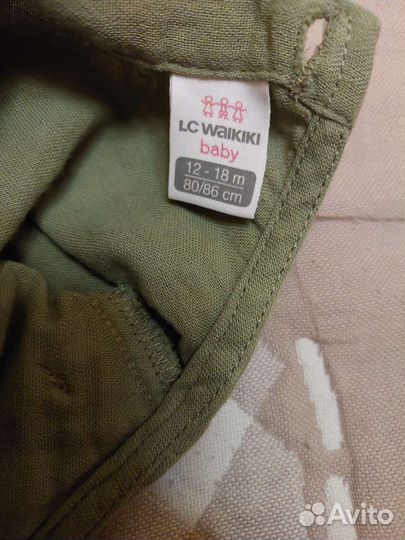 LC WAIKIKI
baby
12 - 18 m
80/86 cm
Avito